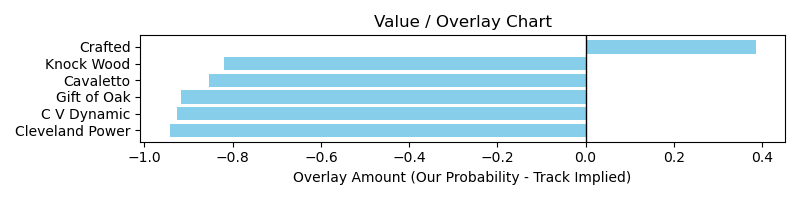 Value / Overlay Chart
Crafted
Knock Wood
Cavaletto
Gift of Oak
C V Dynamic
Cleveland Power
−1.0 −0.8 −0.6 −0.4 −0.2 0.0 0.2 0.4
Overlay Amount (Our Probability - Track Implied)